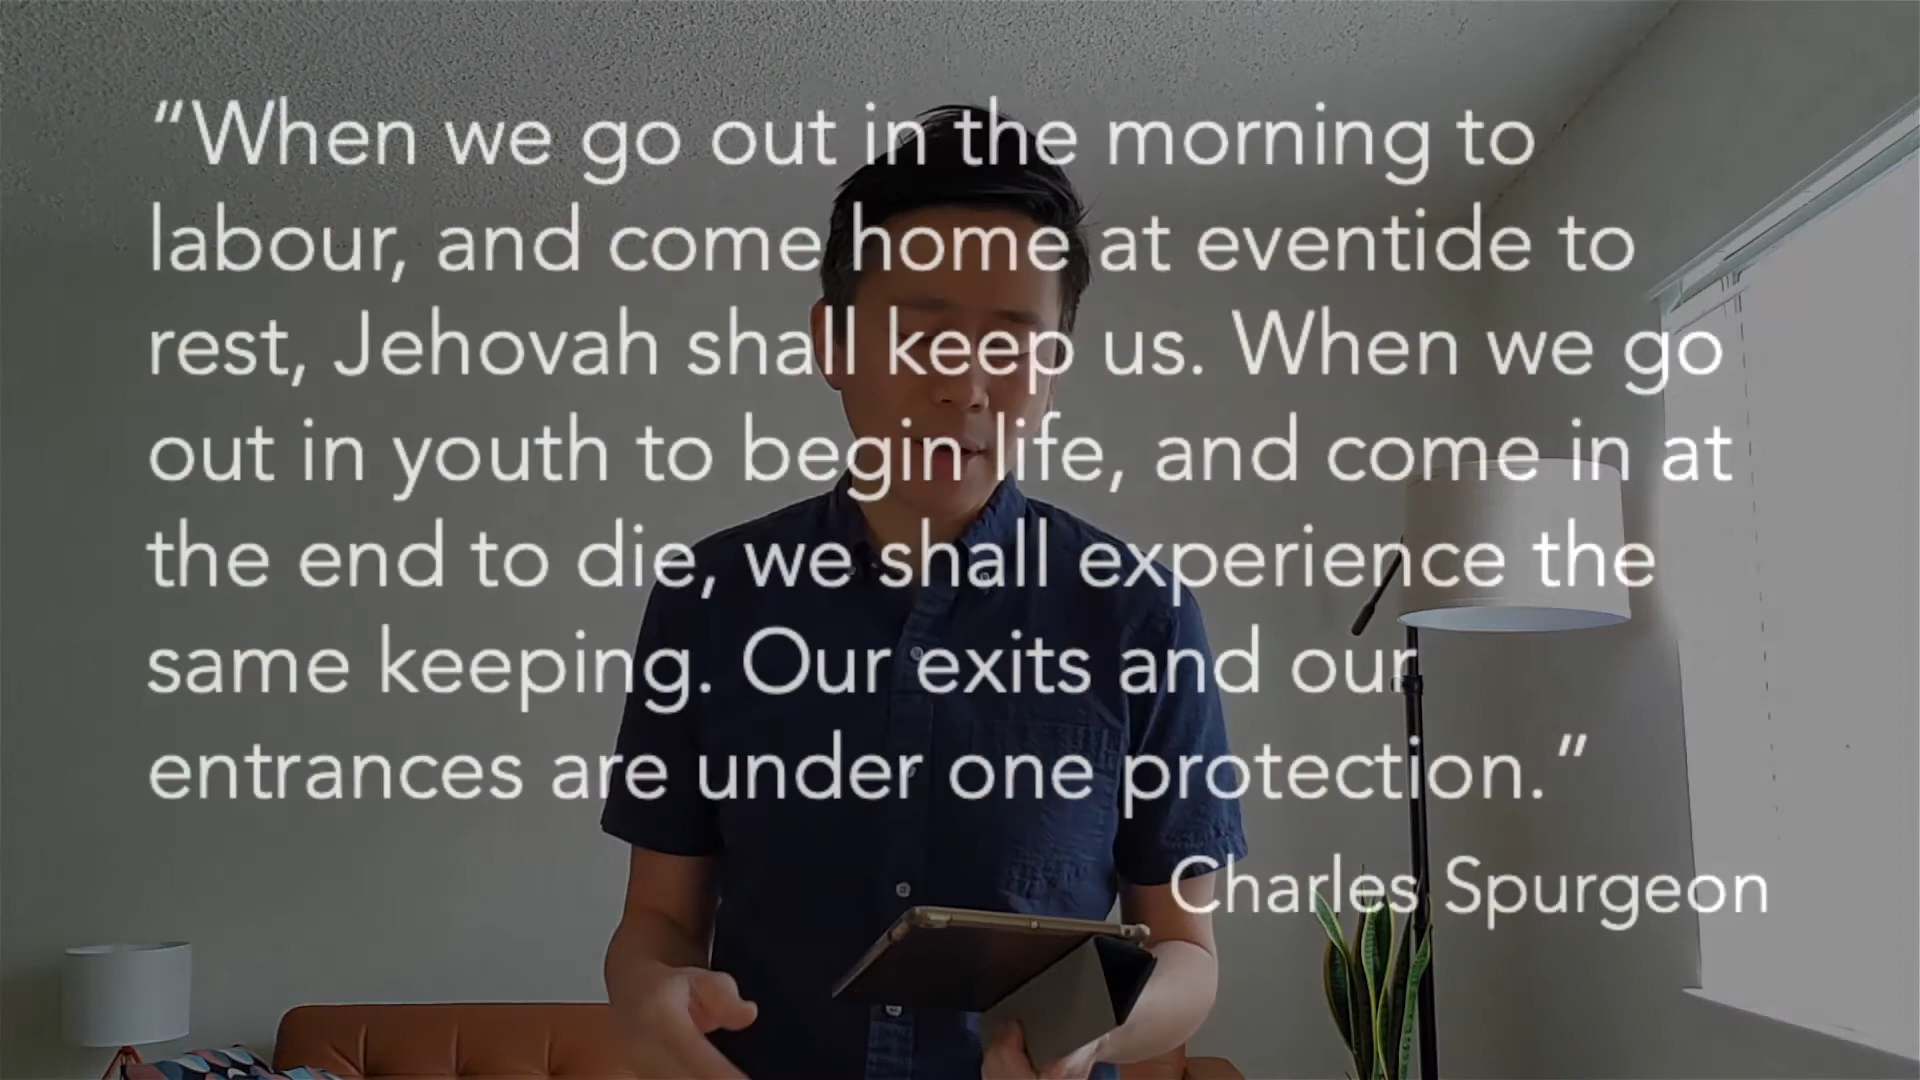 “When we go out in the morning to
labour, and come home at eventide to
rest, Jehovah shall keep us. When we go
out in youth to begin life, and come in at
the end to die, we shall experience the
same keeping. Our exits and our
entrances are under one protection.”
Charles Spurgeon